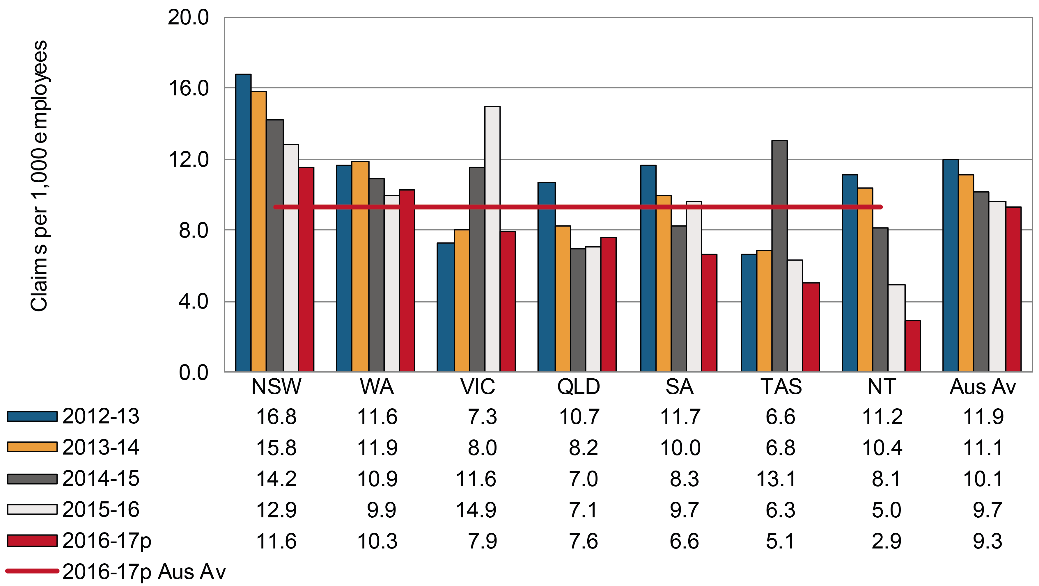 20.0
16.0
12.0
8.0
4.0
0.0
Claims per 1,000 employees
NSW WA VIC QLD SA TAS NT Aus Av
2012-13 16.8 11.6 7.3 10.7 11.7 6.6 11.2 11.9
2013-14 15.8 11.9 8.0 8.2 10.0 6.8 10.4 11.1
2014-15 14.2 10.9 11.6 7.0 8.3 13.1 8.1 10.1
2015-16 12.9 9.9 14.9 7.1 9.7 6.3 5.0 9.7
2016-17p 11.6 10.3 7.9 7.6 6.6 5.1 2.9 9.3
2016-17p Aus Av